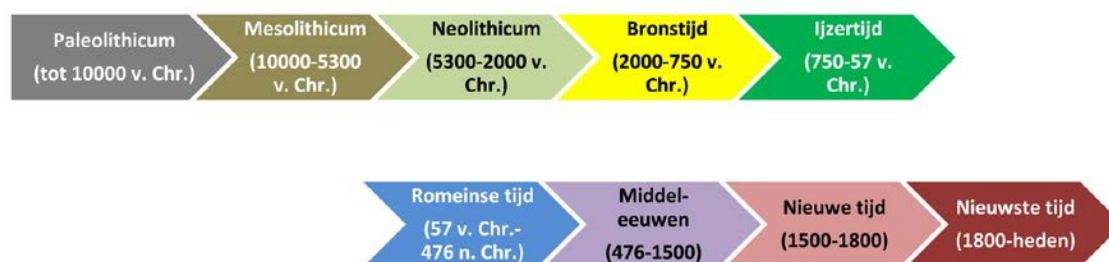 Paleolithicum
(tot 10000 v. Chr.)
Mesolithicum
(10000-5300
v. Chr.)
Neolithicum
(5300-2000 v.
Chr.)
Bronstijd
(2000-750 v.
Chr.)
Ijzertijd
(750-57 v.
Chr.)
Romeinse tijd
(57 v. Chr.-
476 n. Chr.)
Middel-
eeuwen
(476-1500)
Nieuwe tijd
(1500-1800)
Nieuwste tijd
(1800-heden)